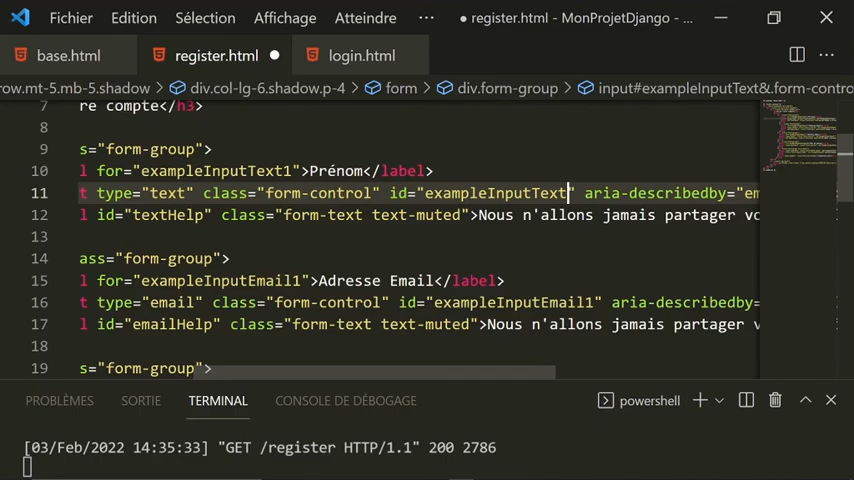 Fichier Edition Sélection Affichage Atteindre ··· ● register.html - MonProjetDjango - ...
base.html register.html ● login.html ···
row.mt-5.mb-5.shadow > div.col-lg-6.shadow.p-4 > form > div.form-group > input#exampleInputText&.form-contro
7 re compte</h3>
8
9 s="form-group">
10 l for="exampleInputText1">Prénom</label>
11 t type="text" class="form-control" id="exampleInputText" aria-describedby="em
12 l id="textHelp" class="form-text text-muted">Nous n'allons jamais partager vo
13
14 ass="form-group">
15 l for="exampleInputEmail1">Adresse Email</label>
16 t type="email" class="form-control" id="exampleInputEmail1" aria-describedby=
17 l id="emailHelp" class="form-text text-muted">Nous n'allons jamais partager vo
18
19 s="form-group">
PROBLÈMES SORTIE TERMINAL CONSOLE DE DÉBOGAGE powershell
[03/Feb/2022 14:35:33] "GET /register HTTP/1.1" 200 2786